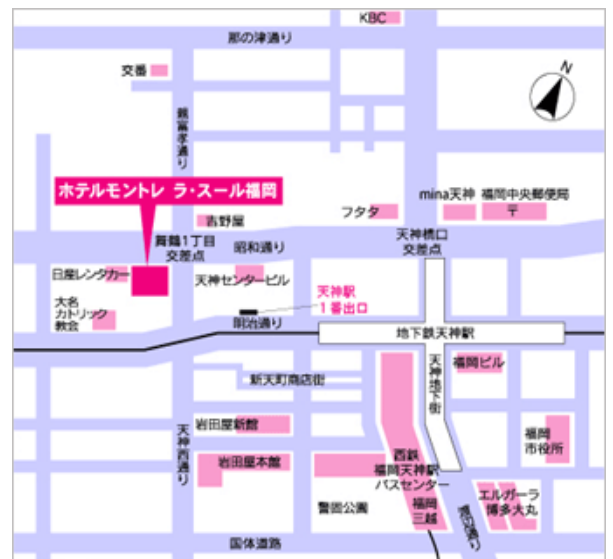 KBC
那の津通り
交番
N
親富孝通り
ホテルモントレ ラ・スール福岡
mina天神
福岡中央郵便局
〒
フタタ
吉野屋
天神橋口
交差点
舞鶴1丁目
交差点
昭和通り
日産レンタカー
天神センタービル
天神駅
1番出口
大名
カトリック
教会
明治通り
地下鉄天神駅
新天町商店街
天神地下街
福岡ビル
岩田屋新館
天神西通り
福岡
市役所
岩田屋本館
西鉄
福岡天神駅
バスセンター
警固公園
福岡
三越
エルガーラ
博多大丸
国体道路